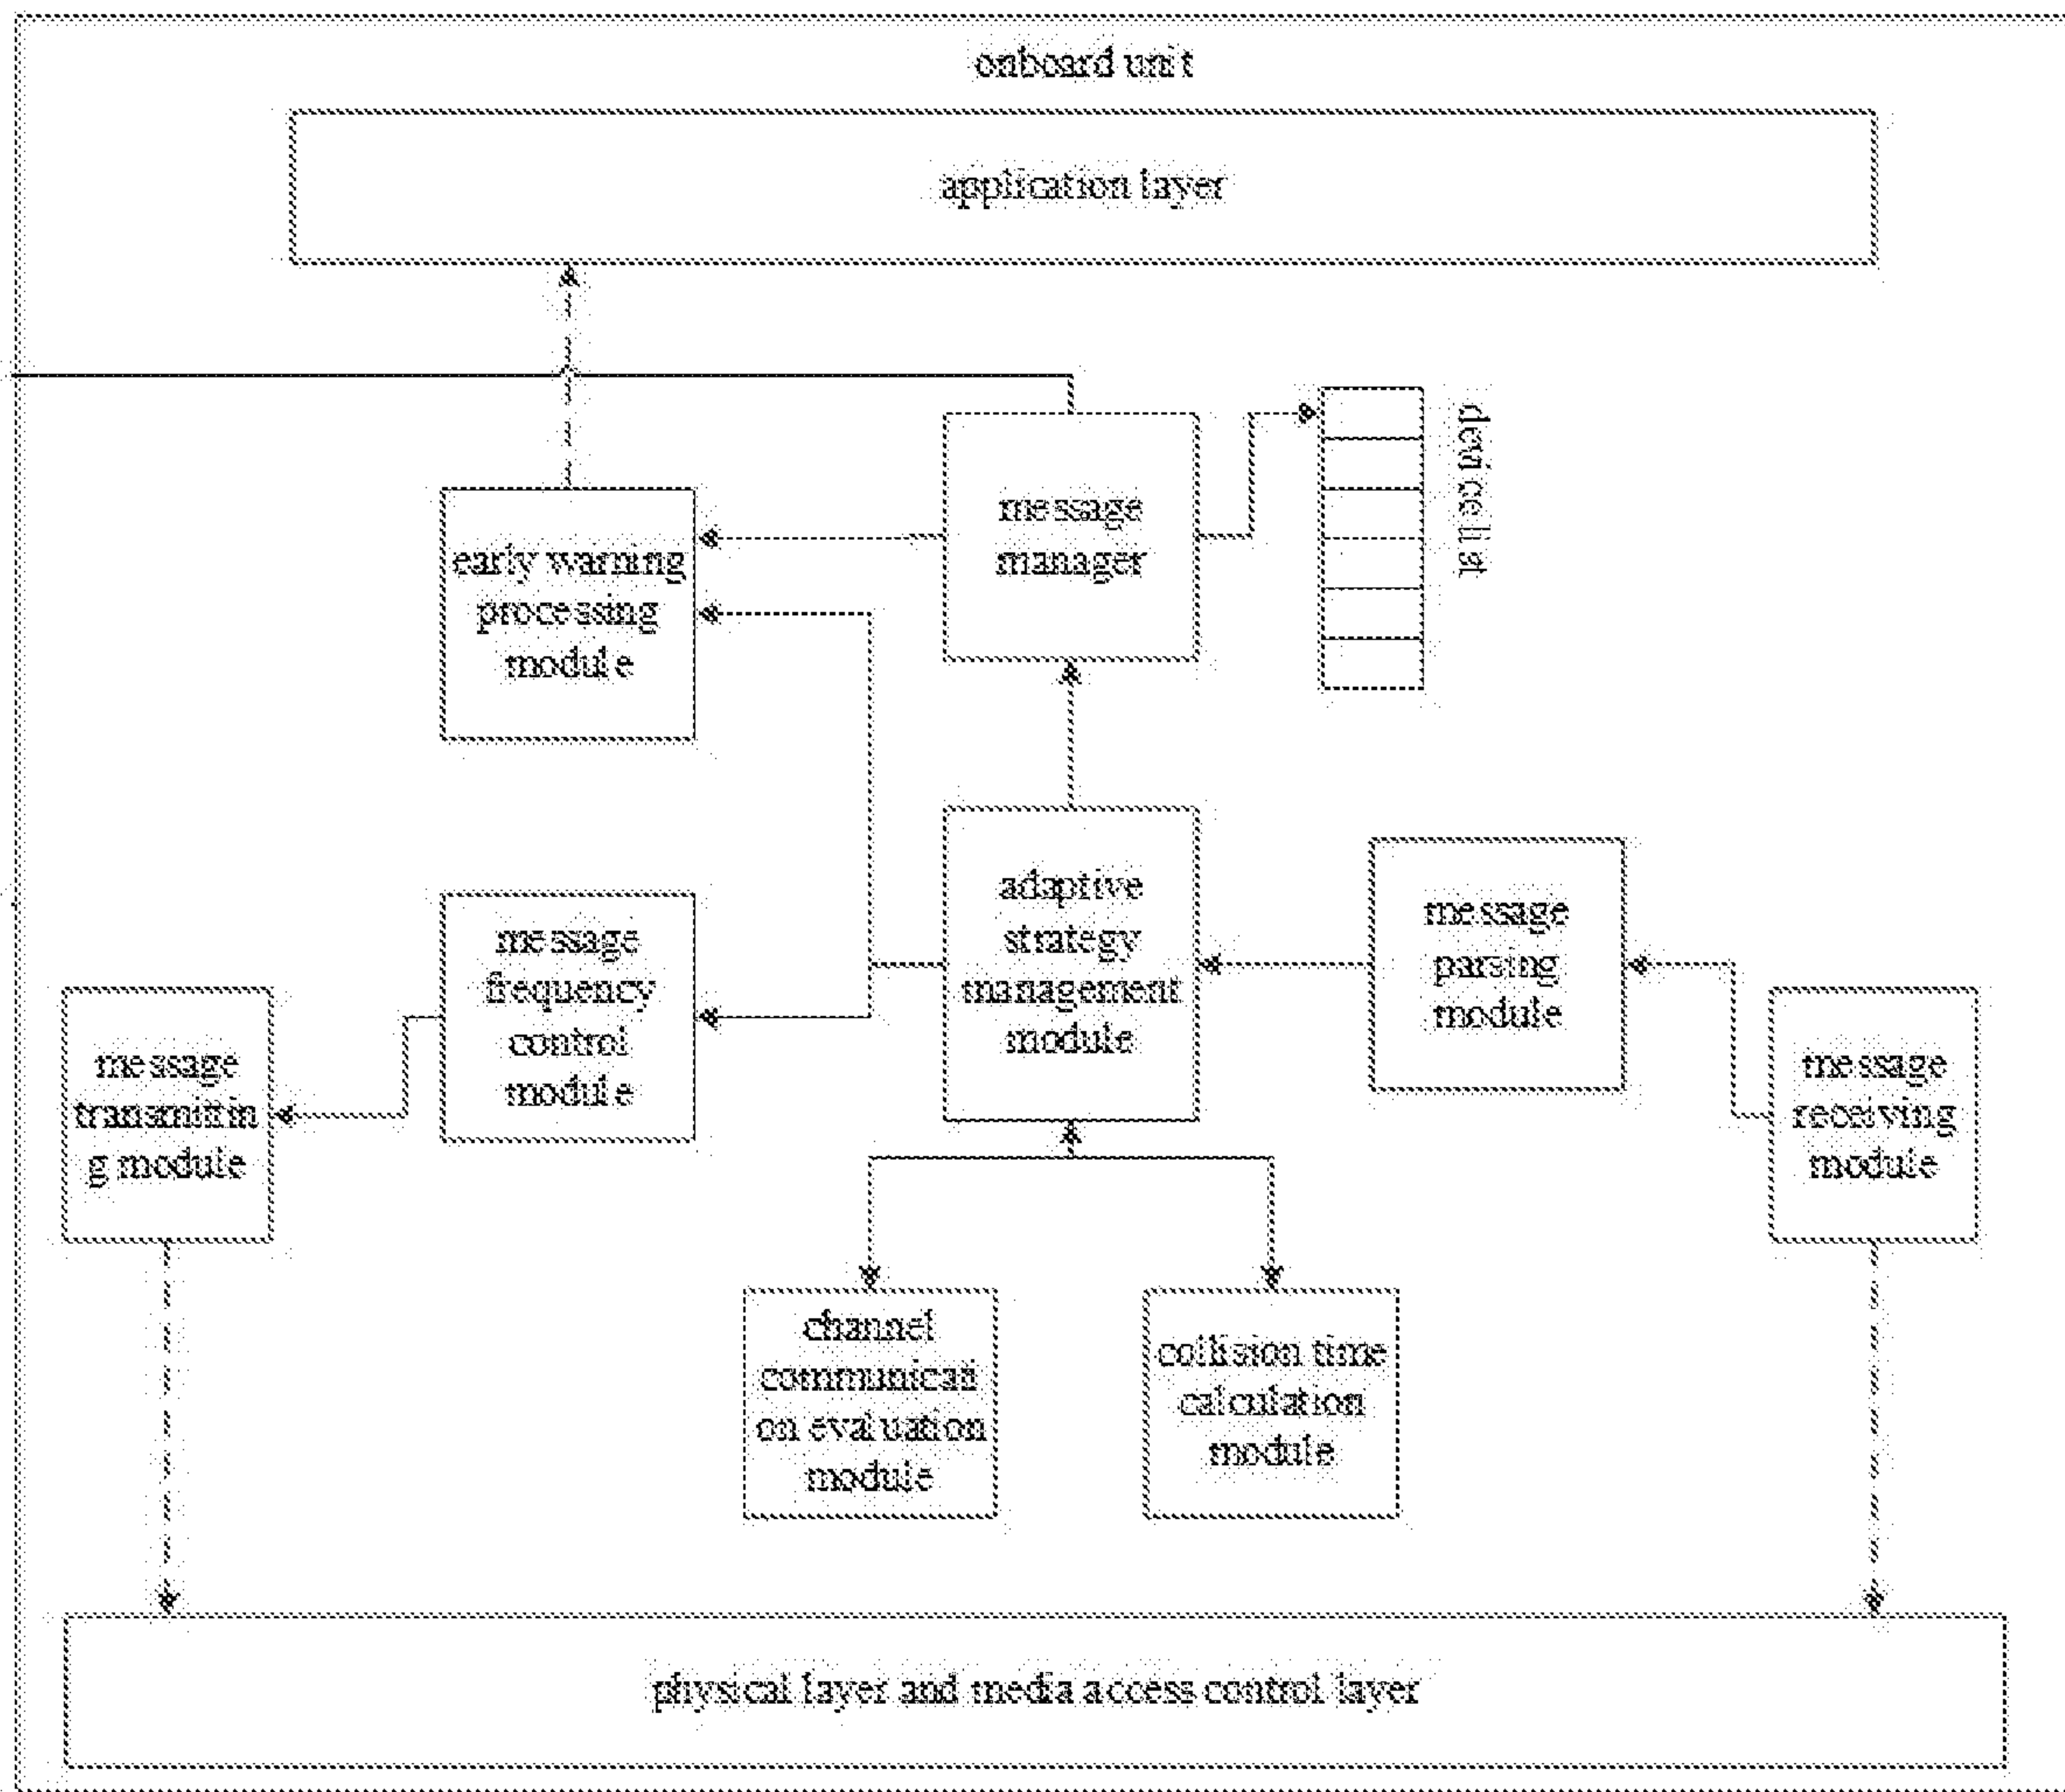 onboard unit
application layer
message
manager
device list
early warning
processing
module
adaptive
strategy
management
module
message
parsing
module
message
frequency
control
module
message
transmittin
g module
message
receiving
module
channel
communicati
on evaluation
module
collision time
calculation
module
physical layer and media access control layer